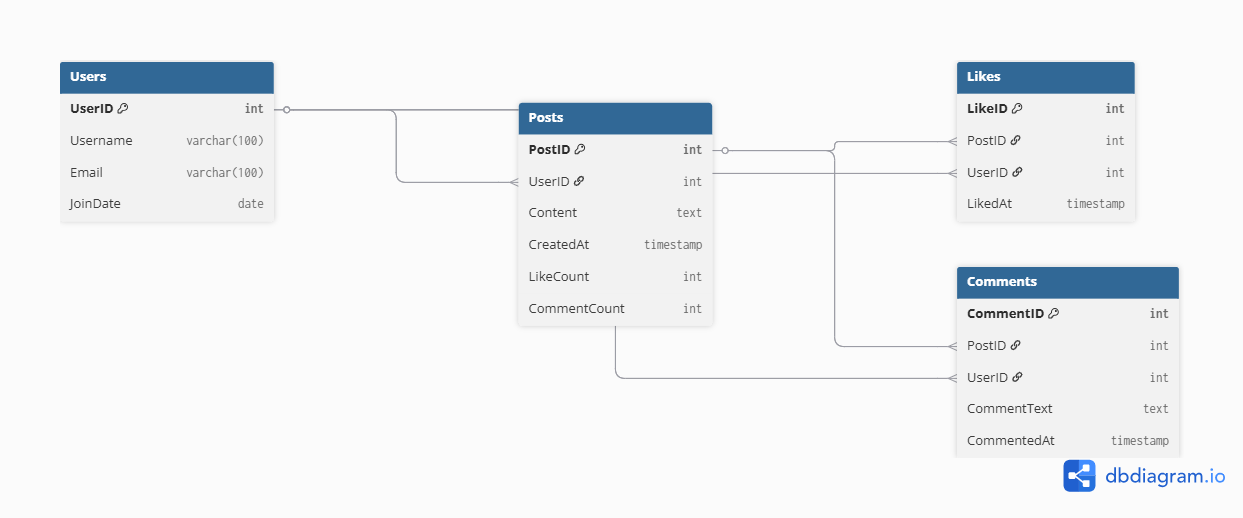 Users
UserID int
Username varchar(100)
Email varchar(100)
JoinDate date
Posts
PostID int
UserID int
Content text
CreatedAt timestamp
LikeCount int
CommentCount int
Likes
LikeID int
PostID int
UserID int
LikedAt timestamp
Comments
CommentID int
PostID int
UserID int
CommentText text
CommentedAt timestamp
dbdiagram.io